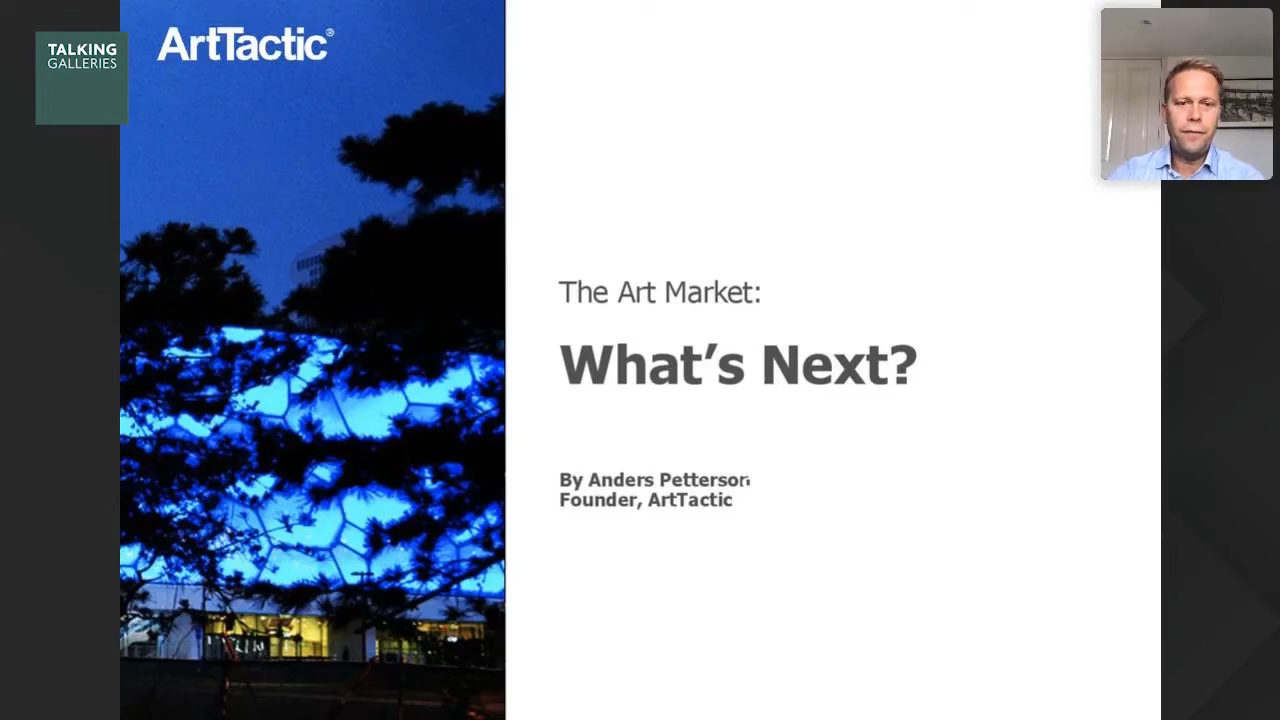 TALKING
GALLERIES
ArtTactic®
The Art Market:
What’s Next?
By Anders Petterson
Founder, ArtTactic